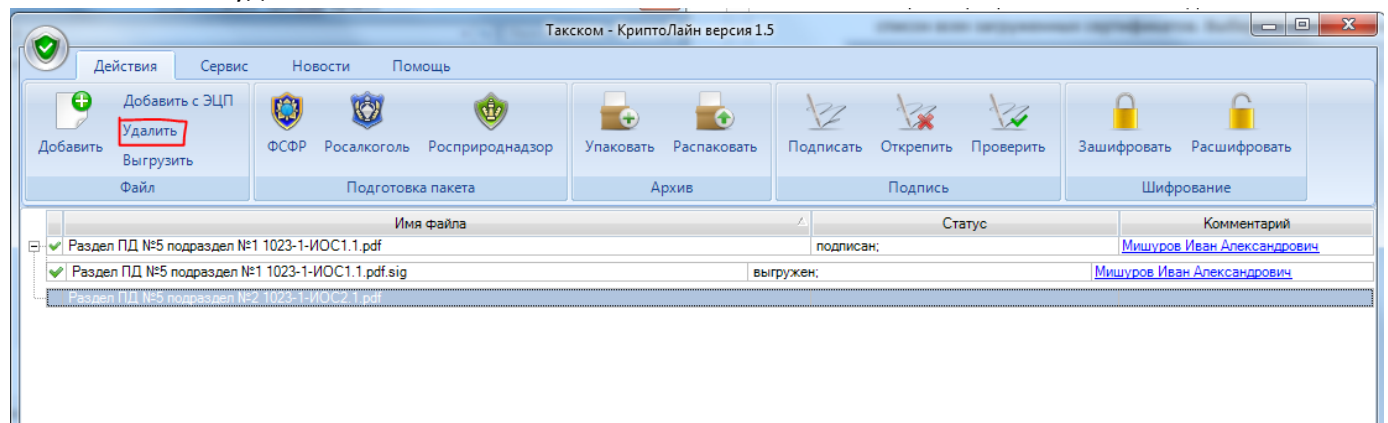 Такском - КриптоЛайн версия 1.5
Действия Сервис Новости Помощь
Добавить с ЭЦП
Удалить
Добавить ФСФР Росалкоголь Росприроднадзор Упаковать Распаковать Подписать Открепить Проверить Зашифровать Расшифровать
Выгрузить
Файл Подготовка пакета Архив Подпись Шифрование
Имя файла Статус Комментарий
Раздел ПД №5 подраздел №1 1023-1-ИОС1.1.pdf подписан; Мишуров Иван Александрович
Раздел ПД №5 подраздел №1 1023-1-ИОС1.1.pdf.sig выгружен; Мишуров Иван Александрович
Раздел ПД №5 подраздел №2 1023-1-ИОС2.1.pdf